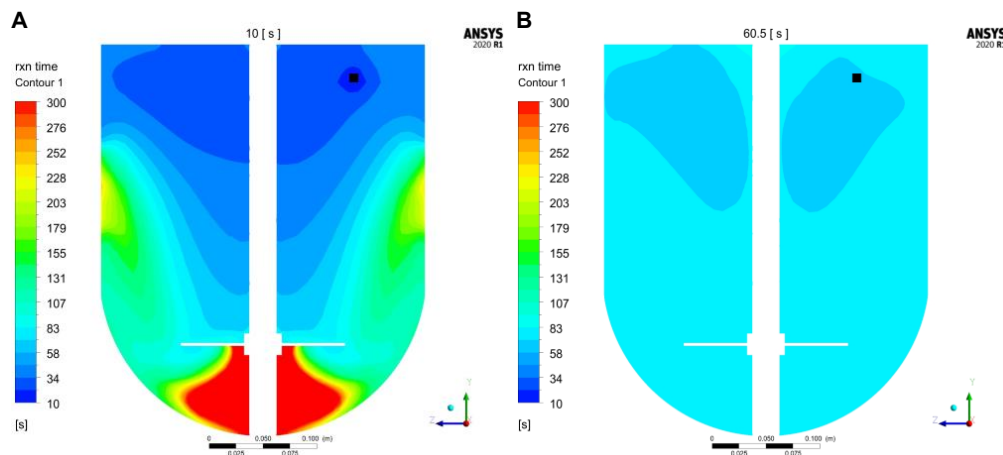 A
10 [ s ]
ANSYS
2020 R1
rxn time
Contour 1
300
276
252
228
203
179
155
131
107
83
58
34
10
[s]
0
0.050
0.100
(m)
0.025
0.075
Y
Z
X
B
60.5 [ s ]
ANSYS
2020 R1
rxn time
Contour 1
300
276
252
228
203
179
155
131
107
83
58
34
10
[s]
0
0.050
0.100
(m)
0.025
0.075
Y
Z
X